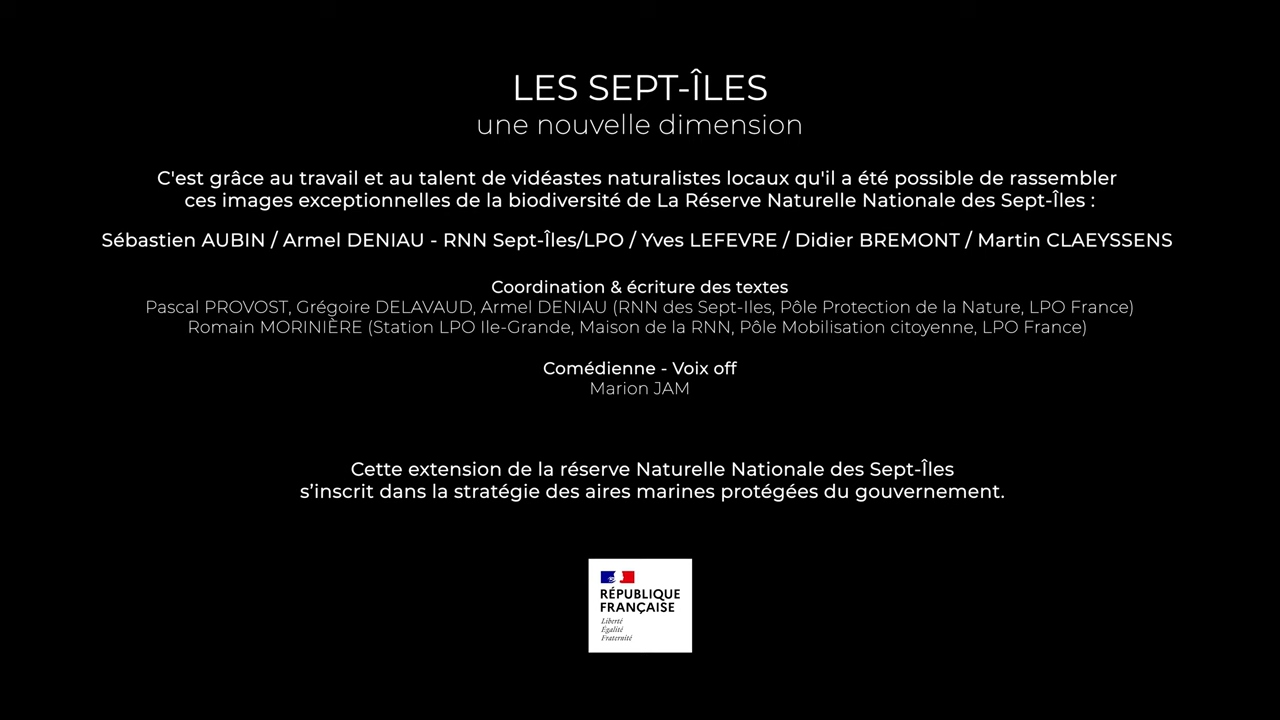 LES SEPT-ÎLES
une nouvelle dimension
C'est grâce au travail et au talent de vidéastes naturalistes locaux qu'il a été possible de rassembler
ces images exceptionnelles de la biodiversité de La Réserve Naturelle Nationale des Sept-Îles :
Sébastien AUBIN / Armel DENIAU - RNN Sept-Îles/LPO / Yves LEFEVRE / Didier BREMONT / Martin CLAEYSSENS
Coordination & écriture des textes
Pascal PROVOST, Grégoire DELAVAUD, Armel DENIAU (RNN des Sept-Iles, Pôle Protection de la Nature, LPO France)
Romain MORINIÈRE (Station LPO Ile-Grande, Maison de la RNN, Pôle Mobilisation citoyenne, LPO France)
Comédienne - Voix off
Marion JAM
Cette extension de la réserve Naturelle Nationale des Sept-Îles
s’inscrit dans la stratégie des aires marines protégées du gouvernement.
RÉPUBLIQUE
FRANÇAISE
Liberté
Égalité
Fraternité